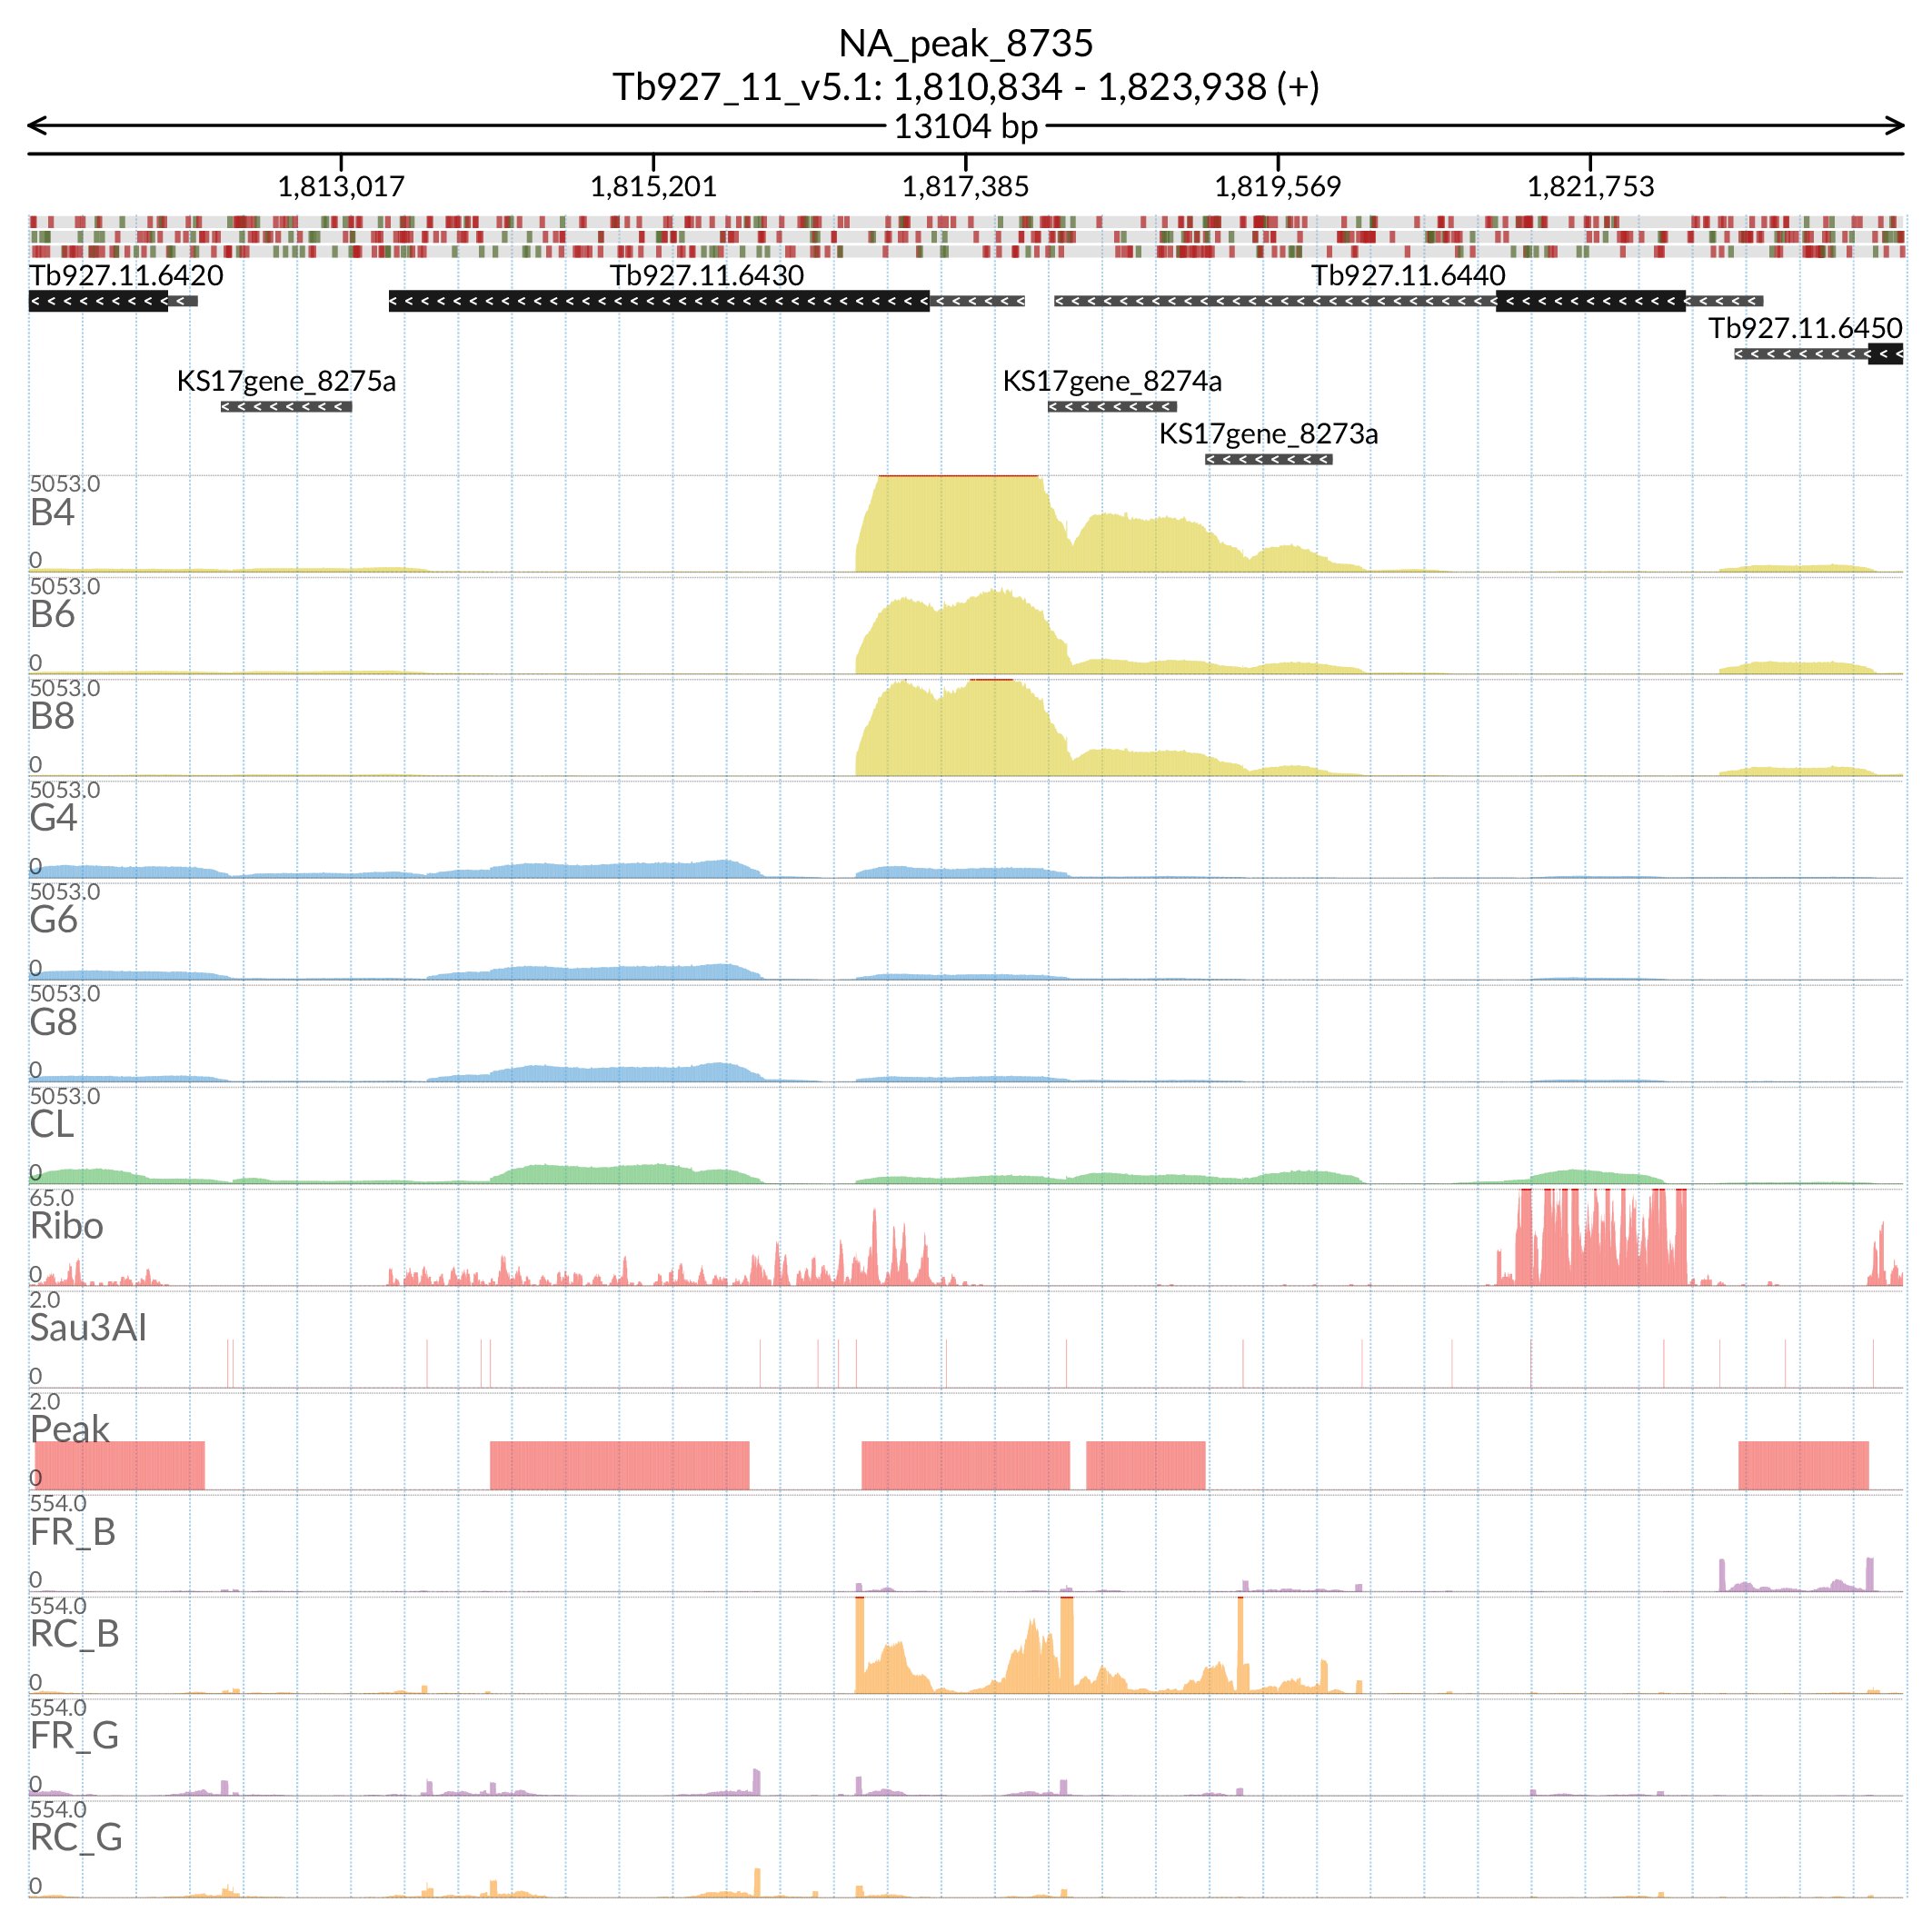 NA_peak_8735
Tb927_11_v5.1: 1,810,834 - 1,823,938 (+)
13104 bp
1,813,017 1,815,201 1,817,385 1,819,569 1,821,753
Tb927.11.6420 Tb927.11.6430 Tb927.11.6440
Tb927.11.6450
KS17gene_8275a KS17gene_8274a
KS17gene_8273a
5053.0
B4
0
5053.0
B6
0
5053.0
B8
0
5053.0
G4
0
5053.0
G6
0
5053.0
G8
0
5053.0
CL
0
65.0
Ribo
0
2.0
Sau3AI
0
2.0
Peak
0
554.0
FR_B
0
554.0
RC_B
0
554.0
FR_G
0
554.0
RC_G
0